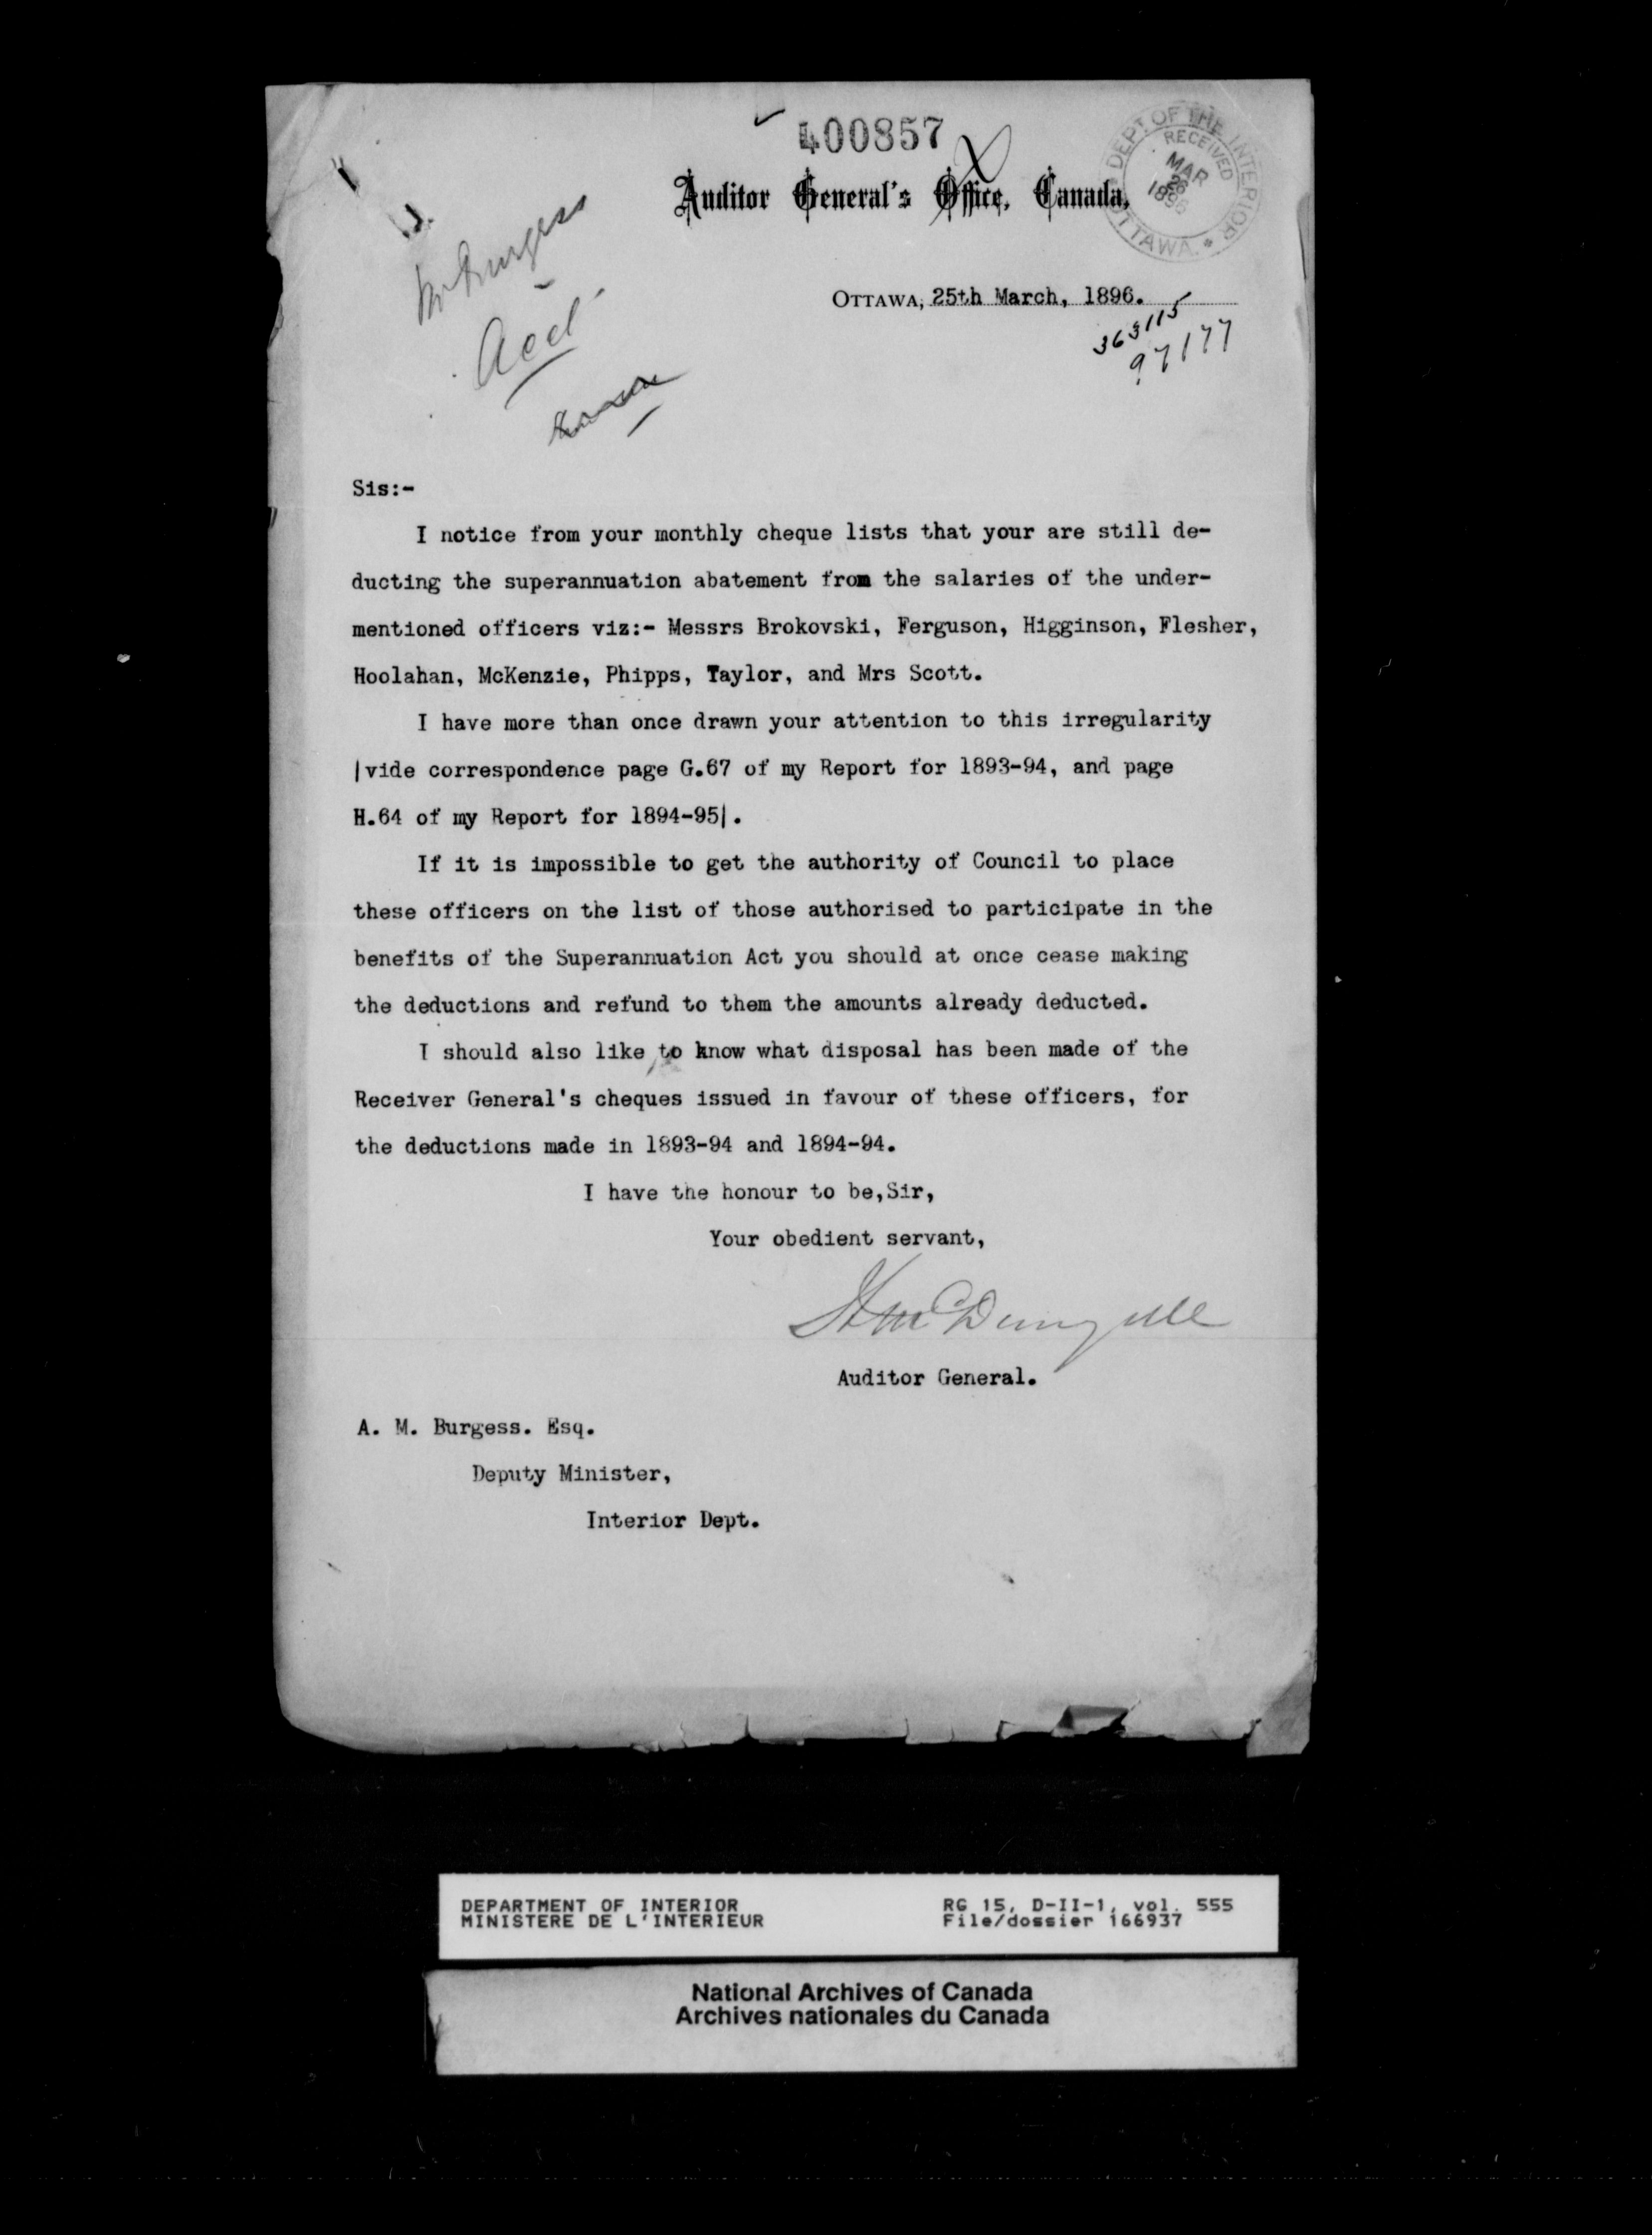 400857
DEPT. OF THE INTERIOR
RECEIVED
MAR
26
1896
OTTAWA.
Auditor General's Office, Canada,
Mr Burgess
OTTAWA, 25th March, 1896.
363115
97177
Sis:-
I notice from your monthly cheque lists that your are still de-
ducting the superannuation abatement from the salaries of the under-
mentioned officers viz:- Messrs Brokovski, Ferguson, Higginson, Flesher,
Hoolahan, McKenzie, Phipps, Taylor, and Mrs Scott.
I have more than once drawn your attention to this irregularity
|vide correspondence page G.67 of my Report for 1893-94, and page
H.64 of my Report for 1894-95|.
If it is impossible to get the authority of Council to place
these officers on the list of those authorised to participate in the
benefits of the Superannuation Act you should at once cease making
the deductions and refund to them the amounts already deducted.
I should also like to know what disposal has been made of the
Receiver General's cheques issued in favour of these officers, for
the deductions made in 1893-94 and 1894-94.
I have the honour to be,Sir,
Your obedient servant,
Auditor General.
A. M. Burgess. Esq.
Deputy Minister,
Interior Dept.
DEPARTMENT OF INTERIOR RG 15, D-II-1, vol. 555
MINISTERE DE L'INTERIEUR File/dossier 166937
National Archives of Canada
Archives nationales du Canada